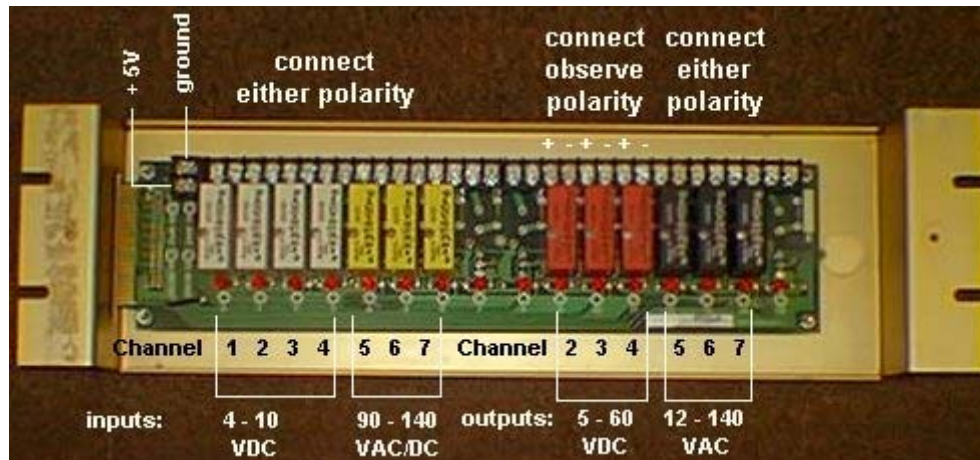 + 5V
ground
connect
either polarity
connect
observe
polarity
connect
either
polarity
+ - + - + -
Channel 1 2 3 4 5 6 7 Channel 2 3 4 5 6 7
inputs: 4 - 10 VDC 90 - 140 VAC/DC outputs: 5 - 60 VDC 12 - 140 VAC